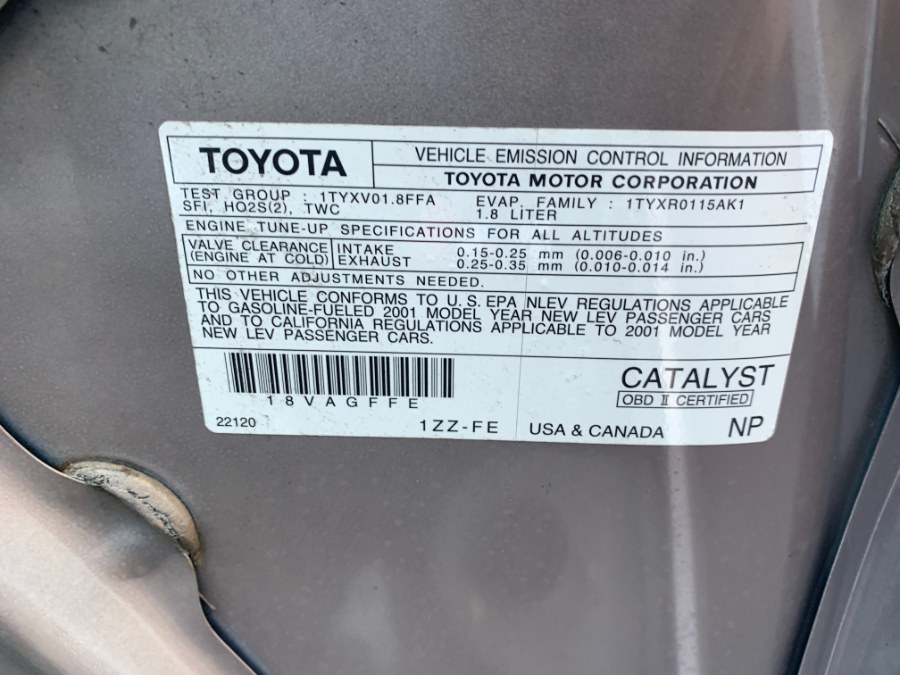 TOYOTA
VEHICLE EMISSION CONTROL INFORMATION
TOYOTA MOTOR CORPORATION
TEST GROUP : 1TYXV01.8FFA EVAP. FAMILY : 1TYXR0115AK1
SFI, HO2S(2), TWC 1.8 LITER
ENGINE TUNE-UP SPECIFICATIONS FOR ALL ALTITUDES
VALVE CLEARANCE INTAKE 0.15-0.25 mm (0.006-0.010 in.)
(ENGINE AT COLD) EXHAUST 0.25-0.35 mm (0.010-0.014 in.)
NO OTHER ADJUSTMENTS NEEDED.
THIS VEHICLE CONFORMS TO U.S. EPA NLEV REGULATIONS APPLICABLE
TO GASOLINE-FUELED 2001 MODEL YEAR NEW LEV PASSENGER CARS
AND TO CALIFORNIA REGULATIONS APPLICABLE TO 2001 MODEL YEAR
NEW LEV PASSENGER CARS.
18VAGFFE
CATALYST
OBD II CERTIFIED
22120 1ZZ-FE USA & CANADA NP